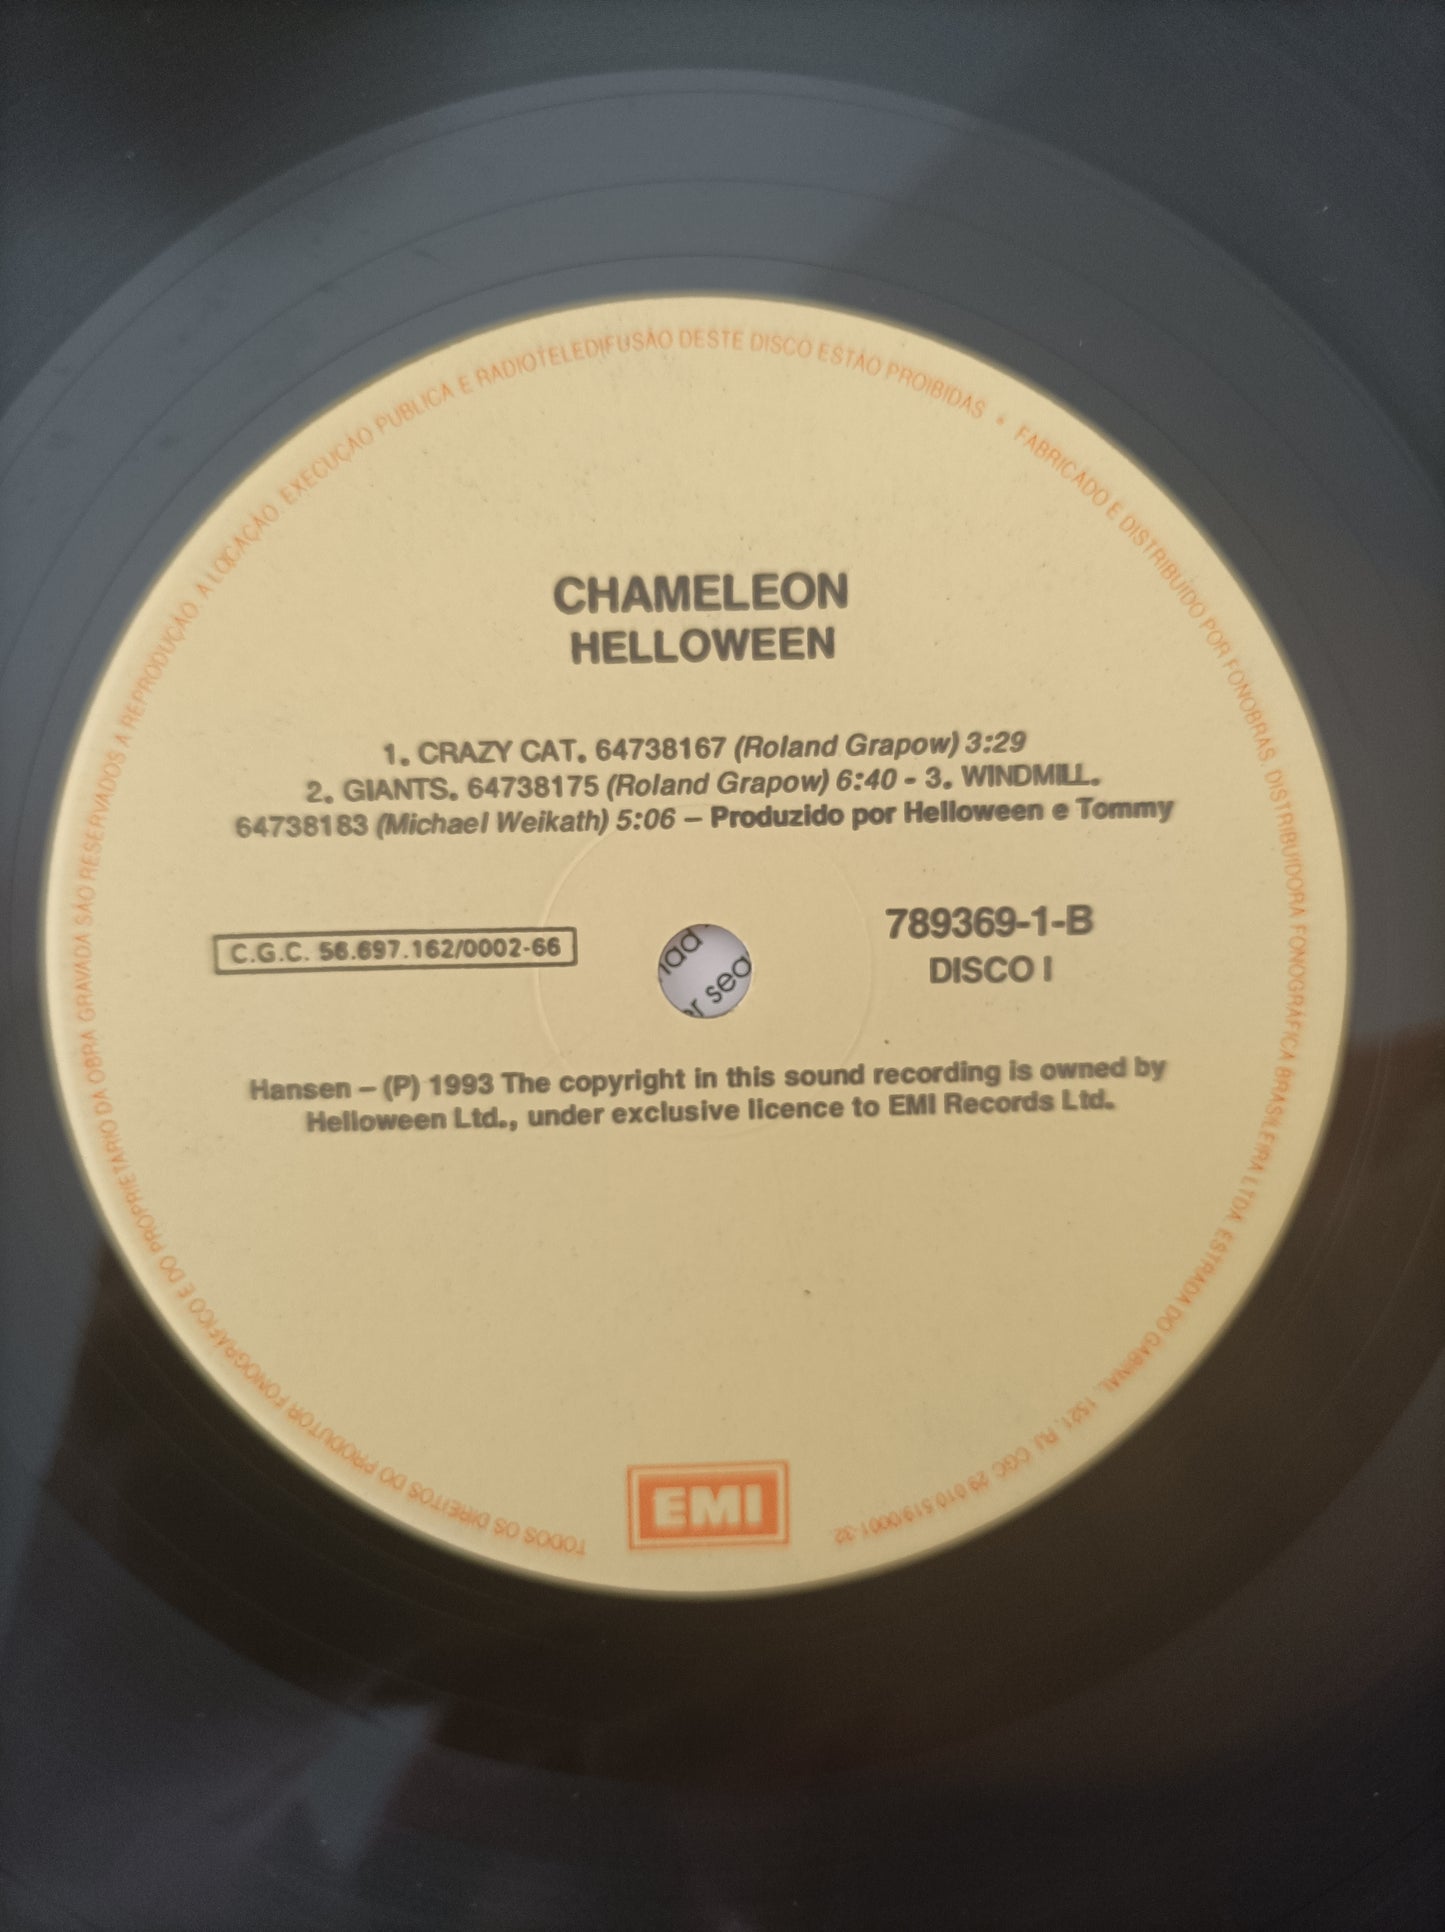 CHAMELEON
HELLOWEEN
1. CRAZY CAT. 64738167 (Roland Grapow) 3:29
2. GIANTS. 64738175 (Roland Grapow) 6:40 - 3. WINDMILL.
64738183 (Michael Weikath) 5:06 – Produzido por Helloween e Tommy
C.G.C. 56.697.162/0002-66
789369-1-B
DISCO I
Hansen – (P) 1993 The copyright in this sound recording is owned by
Helloween Ltd., under exclusive licence to EMI Records Ltd.
EMI
TODOS OS DIREITOS DO PRODUTOR FONOGRÁFICO E DO PROPRIETÁRIO DA OBRA GRAVADA SÃO RESERVADOS A REPRODUÇÃO. A LOCAÇÃO EXECUÇÃO PUBLICA E RADIOTELEDIFUSÃO DESTE DISCO ESTÃO PROIBIDAS • FABRICADO E DISTRIBUIDO POR FONOBRAS, DISTRIBUIDORA FONOGRÁFICA BRASILEIRA LTDA. ESTRADA DO GABINAL, 1521, RJ CGC 29 010 519/0001-32
er sea